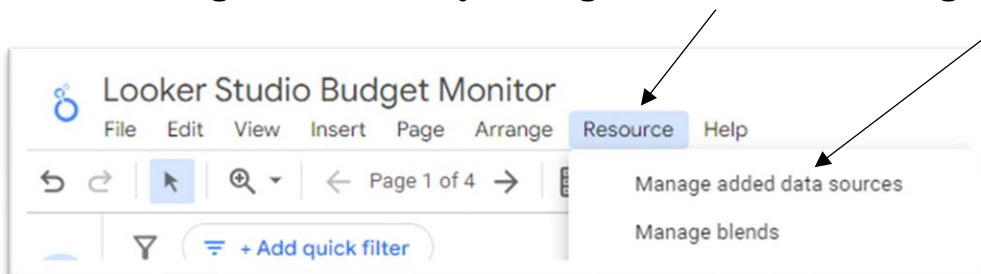 Looker Studio Budget Monitor
File Edit View Insert Page Arrange Resource Help
Page 1 of 4
Manage added data sources
Manage blends
+ Add quick filter